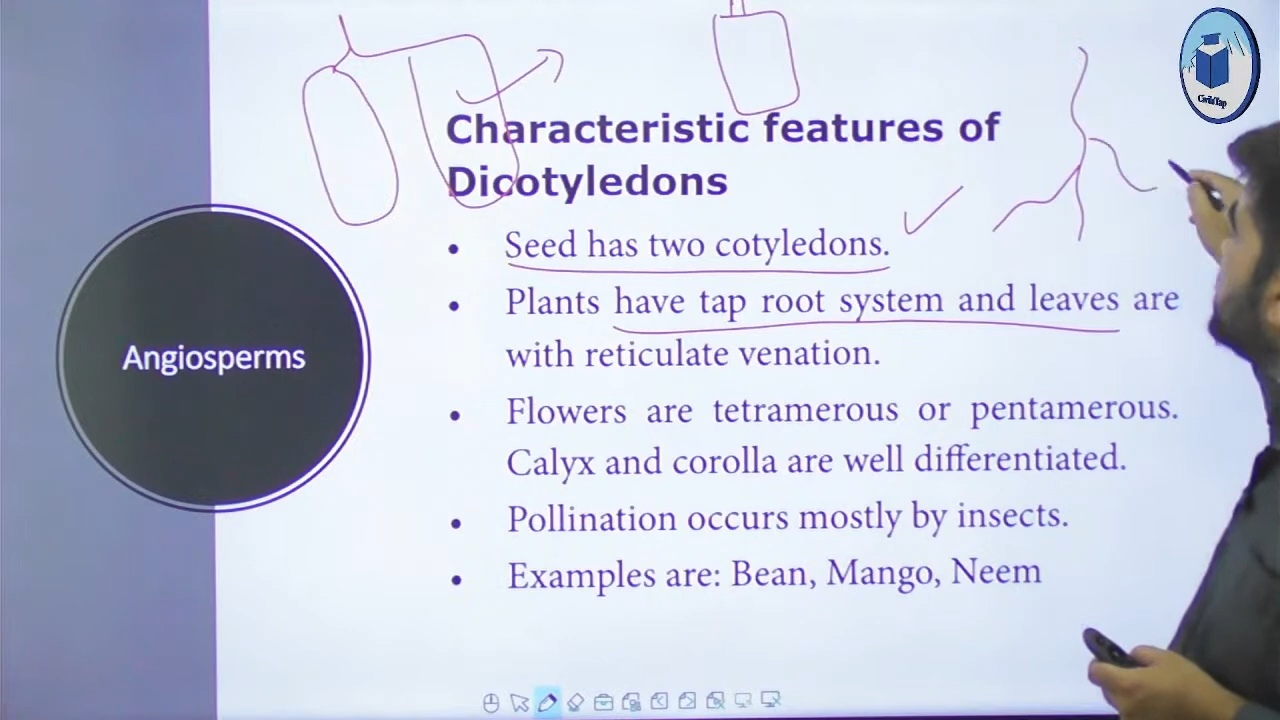 CivilsTap
Characteristic features of
Dicotyledons
Angiosperms
• Seed has two cotyledons.
• Plants have tap root system and leaves are
with reticulate venation.
• Flowers are tetramerous or pentamerous.
Calyx and corolla are well differentiated.
• Pollination occurs mostly by insects.
• Examples are: Bean, Mango, Neem